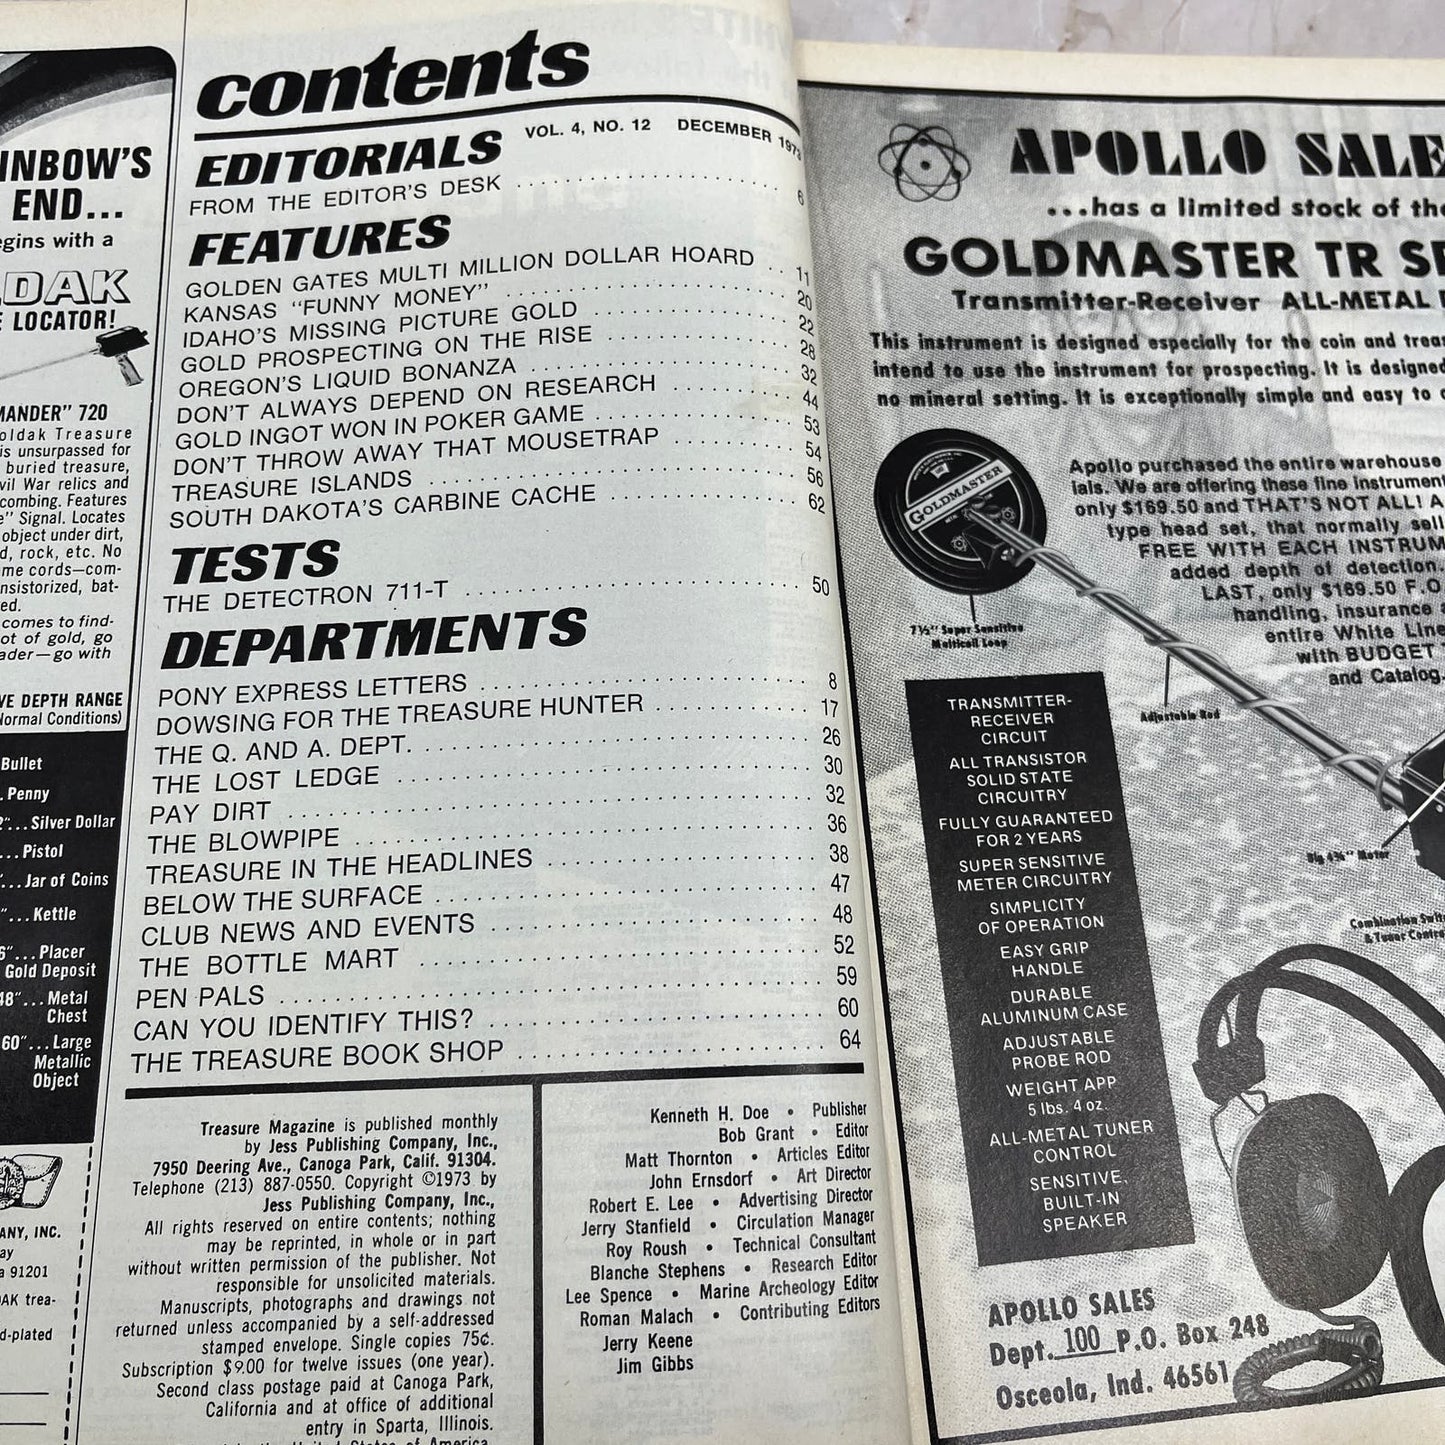 INBOW'S
END...
egins with a
DAK
E LOCATOR!
MANDER" 720
oldak Treasure
is unsurpassed for
buried treasure,
vil War relics and
combing. Features
e" Signal. Locates
object under dirt,
d, rock, etc. No
me cords—com-
nsistorized, bat-
ed.
comes to find-
ot of gold, go
ader—go with
VE DEPTH RANGE
Normal Conditions)
Bullet
. Penny
2"...Silver Dollar
...Pistol
"...Jar of Coins
"...Kettle
6"...Placer
Gold Deposit
48"...Metal
Chest
60"...Large
Metallic
Object
ANY, INC.
ay
a 91201
AK trea-
d-plated
contents
VOL. 4, NO. 12 DECEMBER 1973
EDITORIALS
FROM THE EDITOR'S DESK 6
FEATURES
GOLDEN GATES MULTI MILLION DOLLAR HOARD 11
KANSAS "FUNNY MONEY" 20
IDAHO'S MISSING PICTURE GOLD 22
GOLD PROSPECTING ON THE RISE 28
OREGON'S LIQUID BONANZA 32
DON'T ALWAYS DEPEND ON RESEARCH 44
GOLD INGOT WON IN POKER GAME 53
DON'T THROW AWAY THAT MOUSETRAP 54
TREASURE ISLANDS 56
SOUTH DAKOTA'S CARBINE CACHE 62
TESTS
THE DETECTRON 711-T 50
DEPARTMENTS
PONY EXPRESS LETTERS 8
DOWSING FOR THE TREASURE HUNTER 17
THE Q. AND A. DEPT. 26
THE LOST LEDGE 30
PAY DIRT 32
THE BLOWPIPE 36
TREASURE IN THE HEADLINES 38
BELOW THE SURFACE 47
CLUB NEWS AND EVENTS 48
THE BOTTLE MART 52
PEN PALS 59
CAN YOU IDENTIFY THIS? 60
THE TREASURE BOOK SHOP 64
Treasure Magazine is published monthly
by Jess Publishing Company, Inc.,
7950 Deering Ave., Canoga Park, Calif. 91304.
Telephone (213) 887-0550. Copyright ©1973 by
Jess Publishing Company, Inc.,
All rights reserved on entire contents; nothing
may be reprinted, in whole or in part
without written permission of the publisher. Not
responsible for unsolicited materials.
Manuscripts, photographs and drawings not
returned unless accompanied by a self-addressed
stamped envelope. Single copies 75¢.
Subscription $9.00 for twelve issues (one year).
Second class postage paid at Canoga Park,
California and at office of additional
entry in Sparta, Illinois.
Kenneth H. Doe • Publisher
Bob Grant • Editor
Matt Thornton • Articles Editor
John Ernsdorf • Art Director
Robert E. Lee • Advertising Director
Jerry Stanfield • Circulation Manager
Roy Roush • Technical Consultant
Blanche Stephens • Research Editor
Lee Spence • Marine Archeology Editor
Roman Malach • Contributing Editors
Jerry Keene
Jim Gibbs
APOLLO SALE
...has a limited stock of the
GOLDMASTER TR SE
Transmitter-Receiver ALL-METAL
This instrument is designed especially for the coin and treas
intend to use the instrument for prospecting. It is designed
no mineral setting. It is exceptionally simple and easy to
Apollo purchased the entire warehouse
ials. We are offering these fine instrument
only $169.50 and THAT'S NOT ALL! A
type head set, that normally sell
FREE WITH EACH INSTRUM
added depth of detection.
LAST, only $169.50 F.O
handling, insurance
entire White Line
with BUDGET
and Catalog.
GOLDMASTER
7½" Super Sensitive
Multicoil Loop
Adjustable Rod
Big 4¾" Meter
Combination Swit
& Tuner Contro
TRANSMITTER-
RECEIVER
CIRCUIT
ALL TRANSISTOR
SOLID STATE
CIRCUITRY
FULLY GUARANTEED
FOR 2 YEARS
SUPER SENSITIVE
METER CIRCUITRY
SIMPLICITY
OF OPERATION
EASY GRIP
HANDLE
DURABLE
ALUMINUM CASE
ADJUSTABLE
PROBE ROD
WEIGHT APP
5 lbs. 4 oz.
ALL-METAL TUNER
CONTROL
SENSITIVE,
BUILT-IN
SPEAKER
APOLLO SALES
Dept. 100 P.O. Box 248
Osceola, Ind. 46561